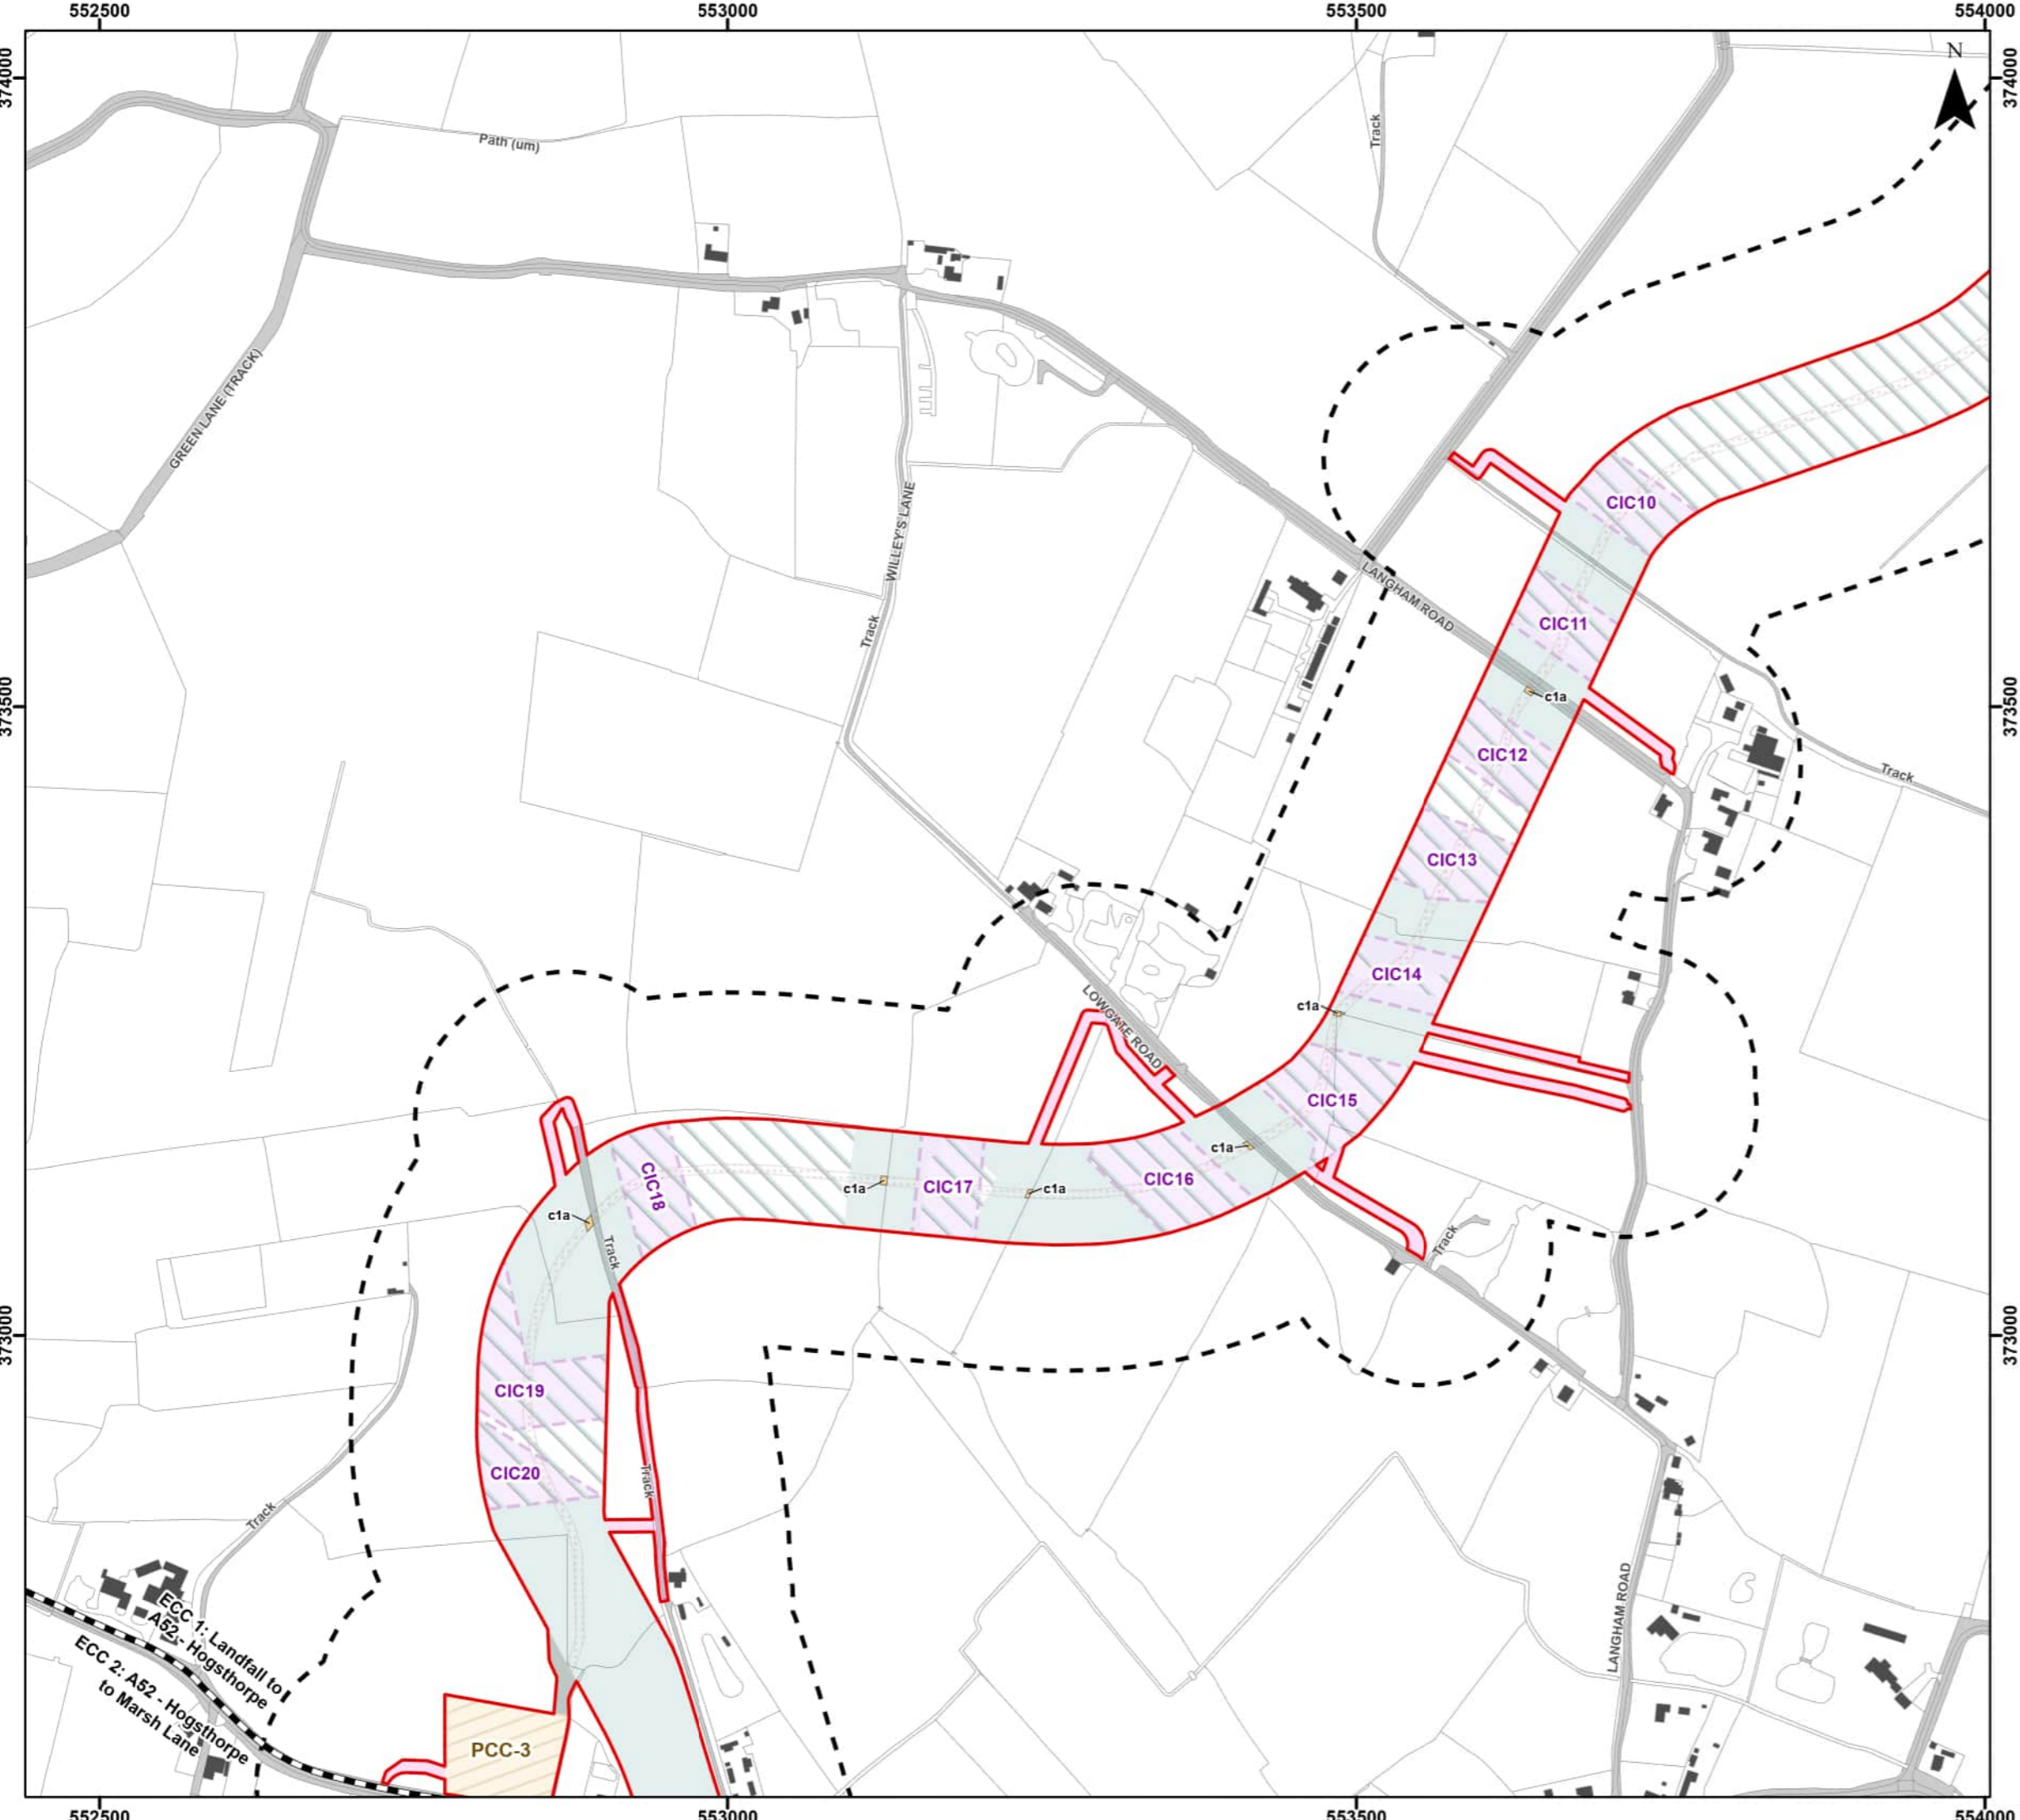 552500
553000
553500
554000
374000
N
374000
Path (um)
Track
GREEN LANE (TRACK)
WILLEY'S LANE
CIC10
LANGHAM ROAD
Track
CIC11
373500
c1a
373500
CIC12
Track
CIC13
CIC14
LOWGATE ROAD
c1a
CIC15
c1a
CIC18
c1a
CIC17
c1a
CIC16
c1a
Track
Track
373000
373000
CIC19
CIC20
Track
Track
LANGHAM ROAD
ECC 1: Landfall to
A52 - Hogsthorpe
ECC 2: A52 - Hogsthorpe
to Marsh Lane
PCC-3
552500
553000
553500
554000